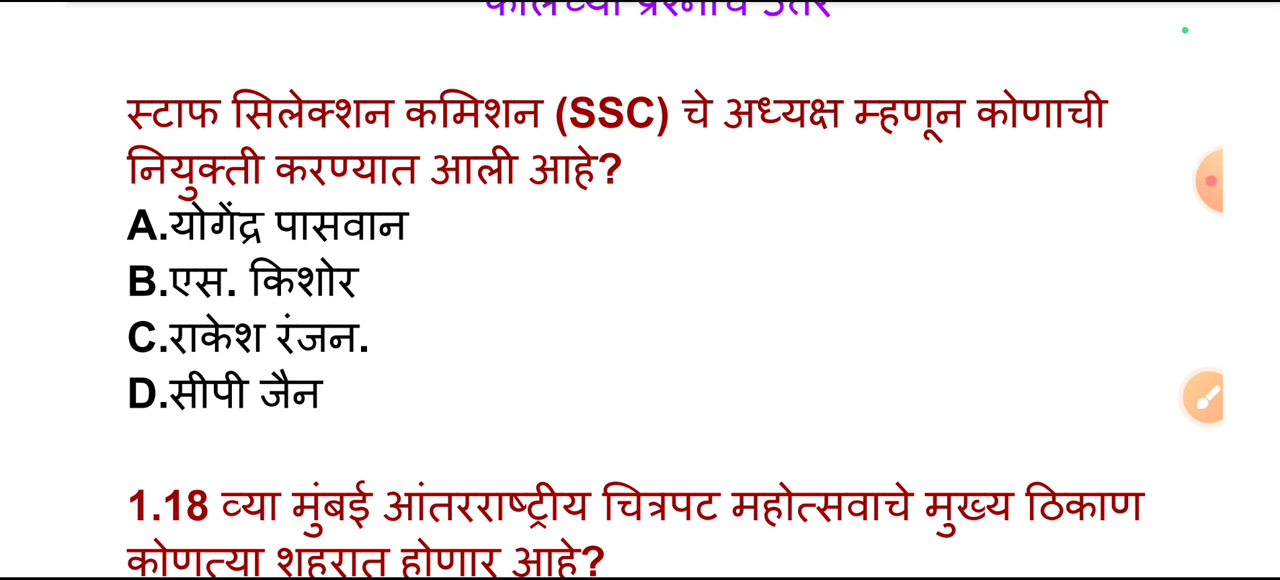 स्टाफ सिलेक्शन कमिशन (SSC) चे अध्यक्ष म्हणून कोणाची
नियुक्ती करण्यात आली आहे?
A.योगेंद्र पासवान
B.एस. किशोर
C.राकेश रंजन.
D.सीपी जैन
1.18 व्या मुंबई आंतरराष्ट्रीय चित्रपट महोत्सवाचे मुख्य ठिकाण
कोणत्या शहरात होणार आहे?